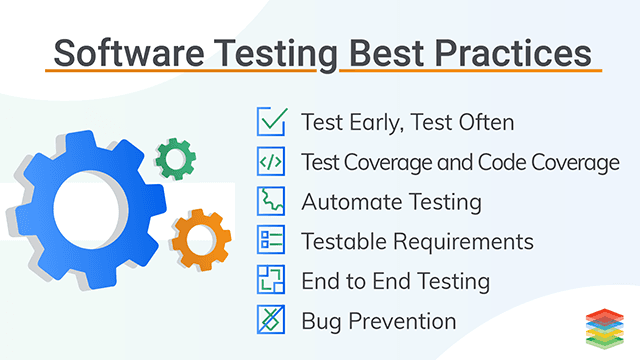 Software Testing Best Practices
Test Early, Test Often
Test Coverage and Code Coverage
Automate Testing
Testable Requirements
End to End Testing
Bug Prevention